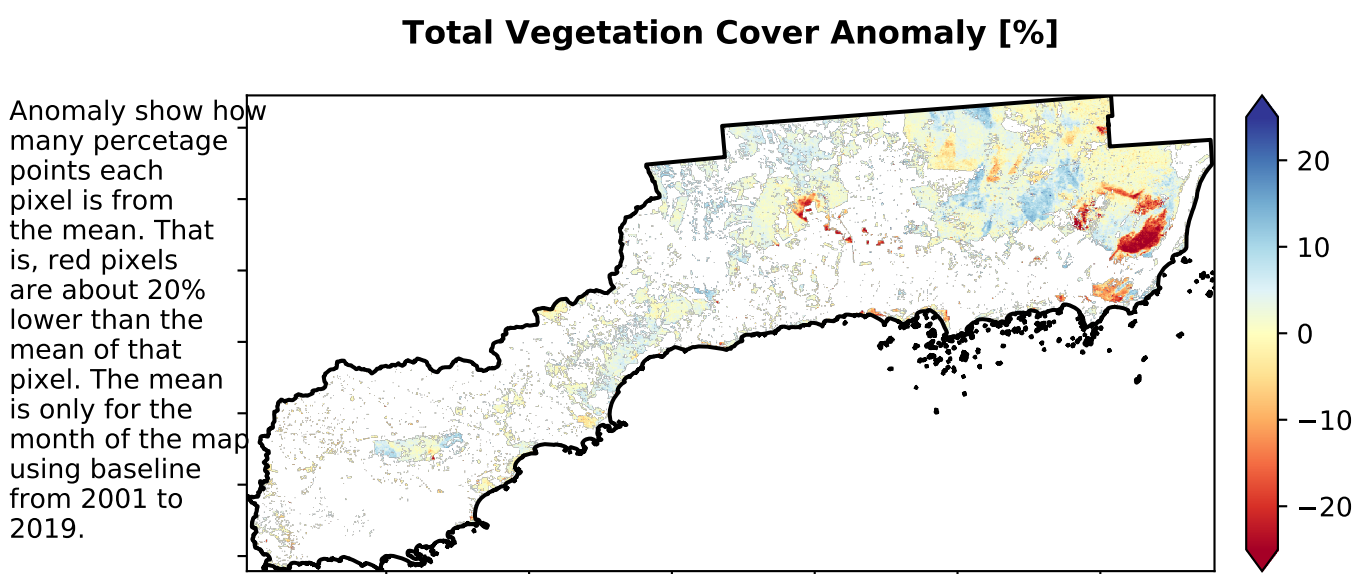 Total Vegetation Cover Anomaly [%]
Anomaly show how
many percetage
points each
pixel is from
the mean. That
is, red pixels
are about 20%
lower than the
mean of that
pixel. The mean
is only for the
month of the map
using baseline
from 2001 to
2019.
20
10
0
−10
−20